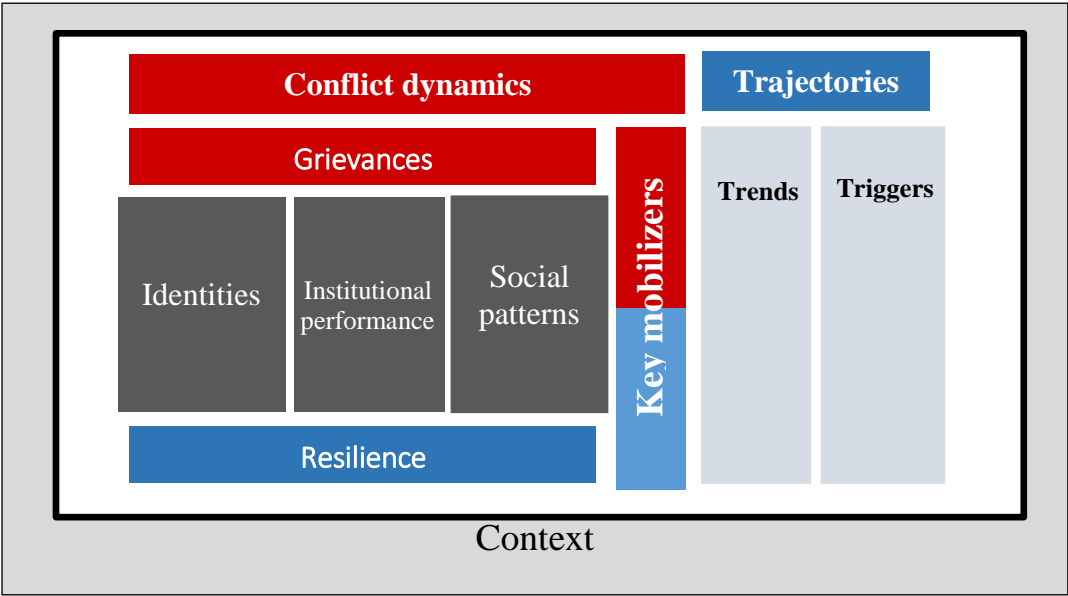 Conflict dynamics
Trajectories
Grievances
Key mobilizers
Trends
Triggers
Identities
Institutional
performance
Social
patterns
Resilience
Context